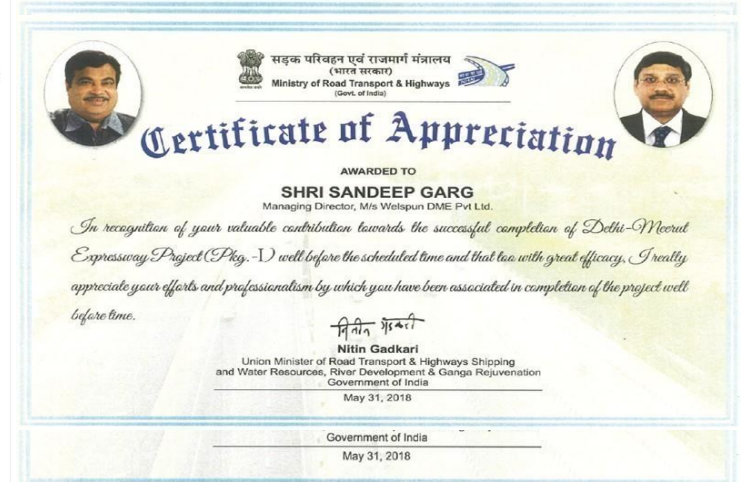 सड़क परिवहन एवं राजमार्ग मंत्रालय
(भारत सरकार)
Ministry of Road Transport & Highways
(Govt. of India)
Certificate of Appreciation
AWARDED TO
SHRI SANDEEP GARG
Managing Director, M/s Welspun DME Pvt Ltd.
In recognition of your valuable contribution towards the successful completion of Delhi-Meerut
Expressway Project (Pkg.-I) well before the scheduled time and that too with great efficacy, I really
appreciate your efforts and professionalism by which you have been associated in completion of the project well
before time.
नितीन गडकरी
Nitin Gadkari
Union Minister of Road Transport & Highways Shipping
and Water Resources, River Development & Ganga Rejuvenation
Government of India
May 31, 2018
Government of India
May 31, 2018